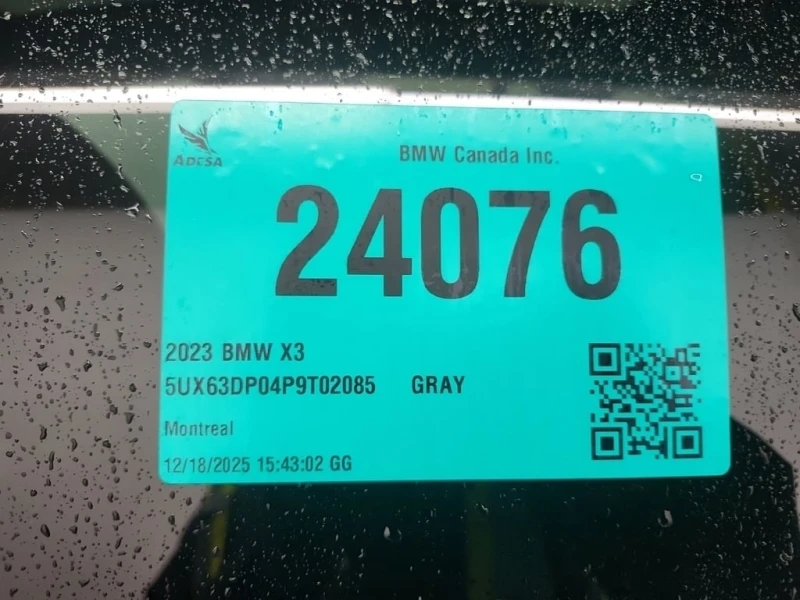 ADESA
BMW Canada Inc.
24076
2023 BMW X3
5UX63DP04P9T02085 GRAY
Montreal
12/18/2025 15:43:02 GG